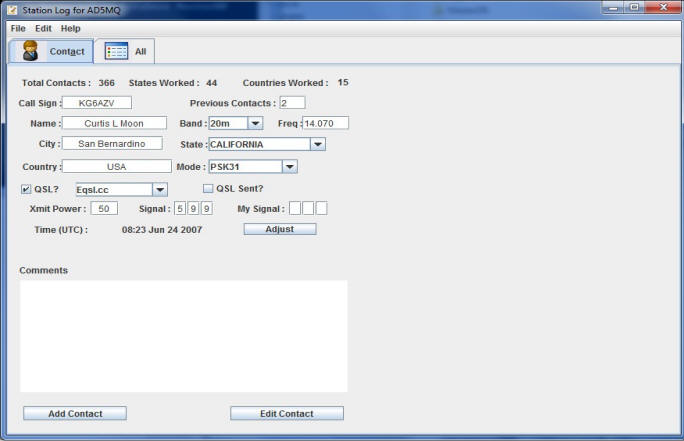 Station Log for AD5MQ
File Edit Help
Contact All
Total Contacts : 366 States Worked : 44 Countries Worked : 15
Call Sign : KG6AZV Previous Contacts : 2
Name : Curtis L Moon Band : 20m Freq : 14.070
City : San Bernardino State : CALIFORNIA
Country : USA Mode : PSK31
QSL? Eqsl.cc QSL Sent?
Xmit Power : 50 Signal : 5 9 9 My Signal :
Time (UTC) : 08:23 Jun 24 2007 Adjust
Comments
Add Contact Edit Contact